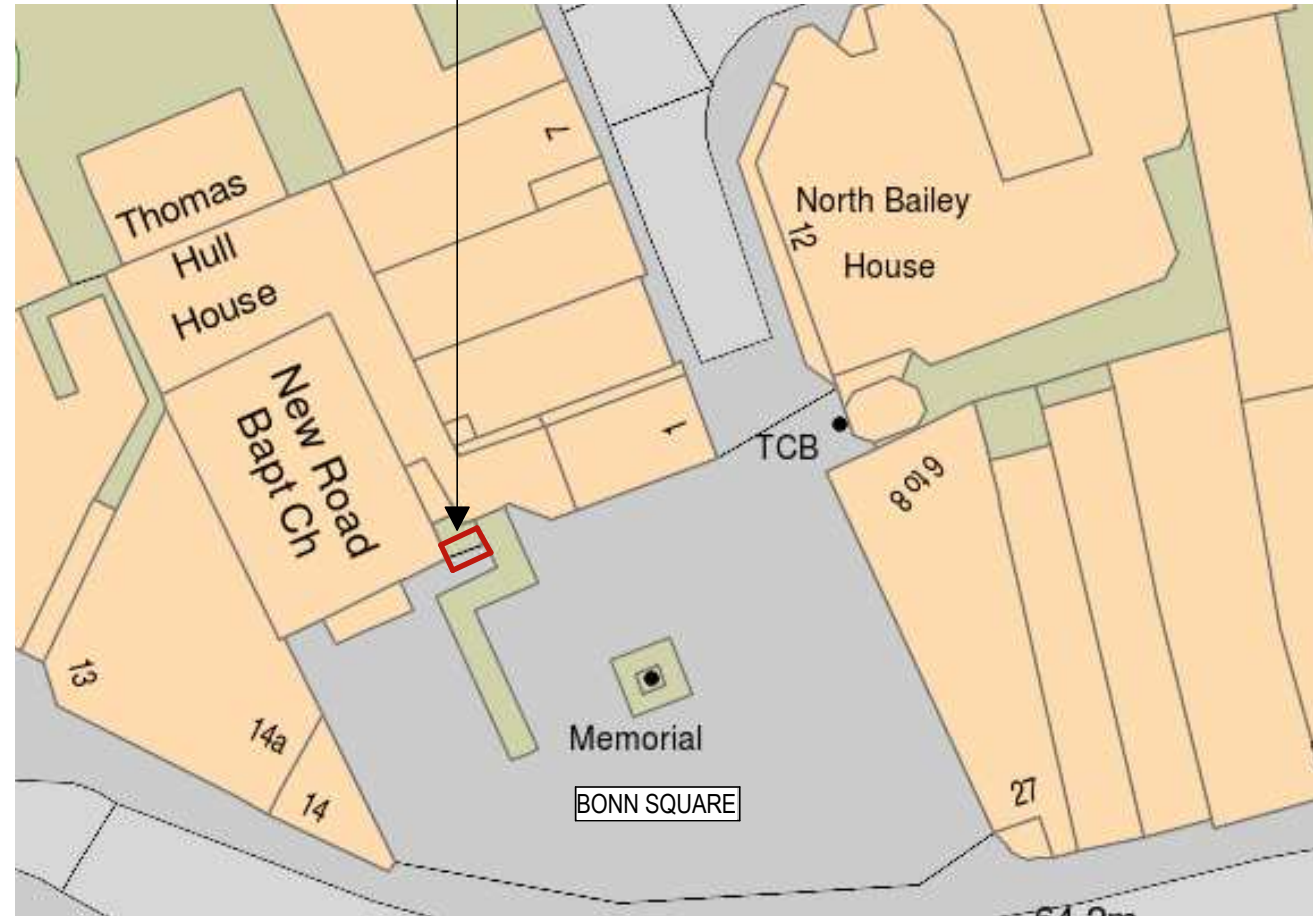 7
Thomas
Hull
House
North Bailey
House
12
New Road
Bapt Ch
1
TCB
6 to 8
13
14a
14
Memorial
BONN SQUARE
27